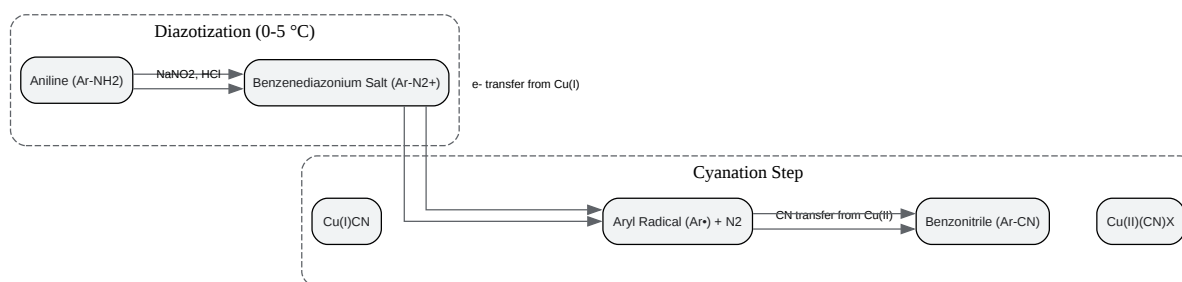 Diazotization (0-5 °C)
Aniline (Ar-NH2)
NaNO2, HCl
Benzenediazonium Salt (Ar-N2+)
e- transfer from Cu(I)
Cyanation Step
Cu(I)CN
Aryl Radical (Ar•) + N2
CN transfer from Cu(II)
Benzonitrile (Ar-CN)
Cu(II)(CN)X